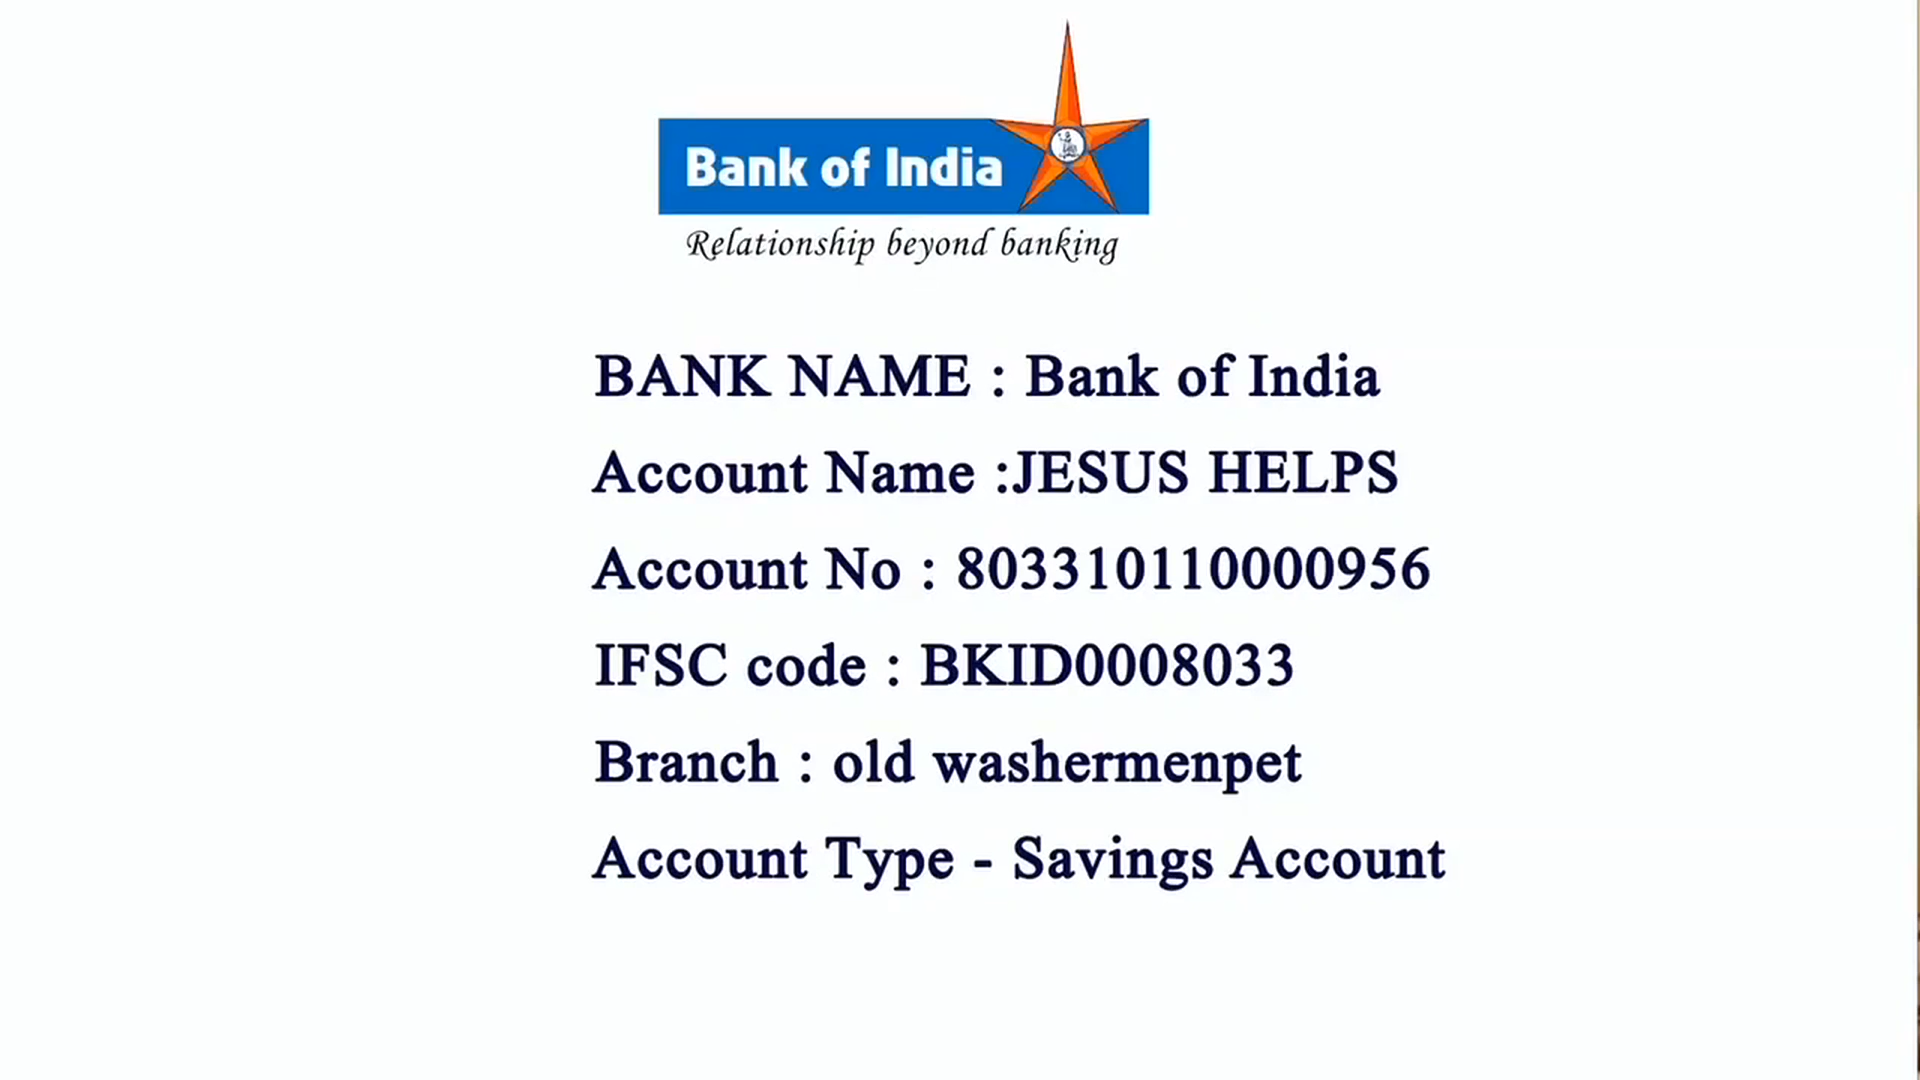 Bank of India
Relationship beyond banking
BANK NAME : Bank of India
Account Name :JESUS HELPS
Account No : 803310110000956
IFSC code : BKID0008033
Branch : old washermenpet
Account Type - Savings Account